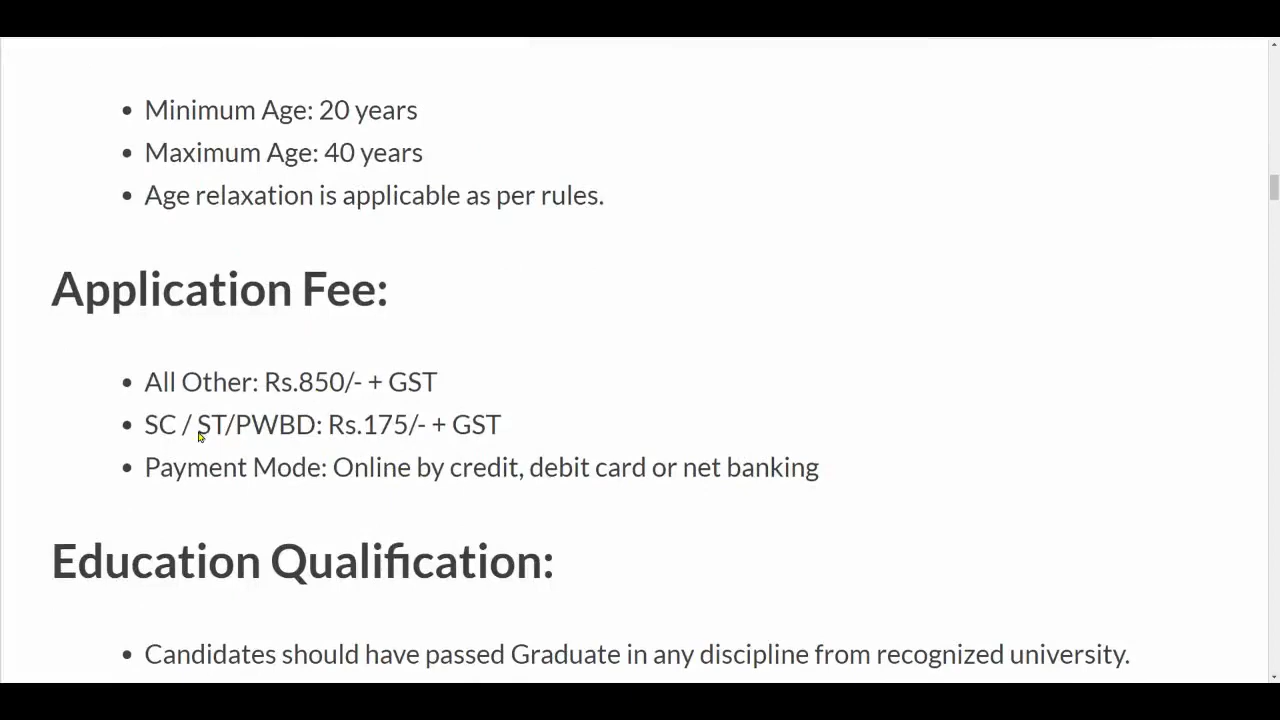 Minimum Age: 20 years
Maximum Age: 40 years
Age relaxation is applicable as per rules.
Application Fee:
All Other: Rs.850/- + GST
SC / ST/PWBD: Rs.175/- + GST
Payment Mode: Online by credit, debit card or net banking
Education Qualification:
Candidates should have passed Graduate in any discipline from recognized university.